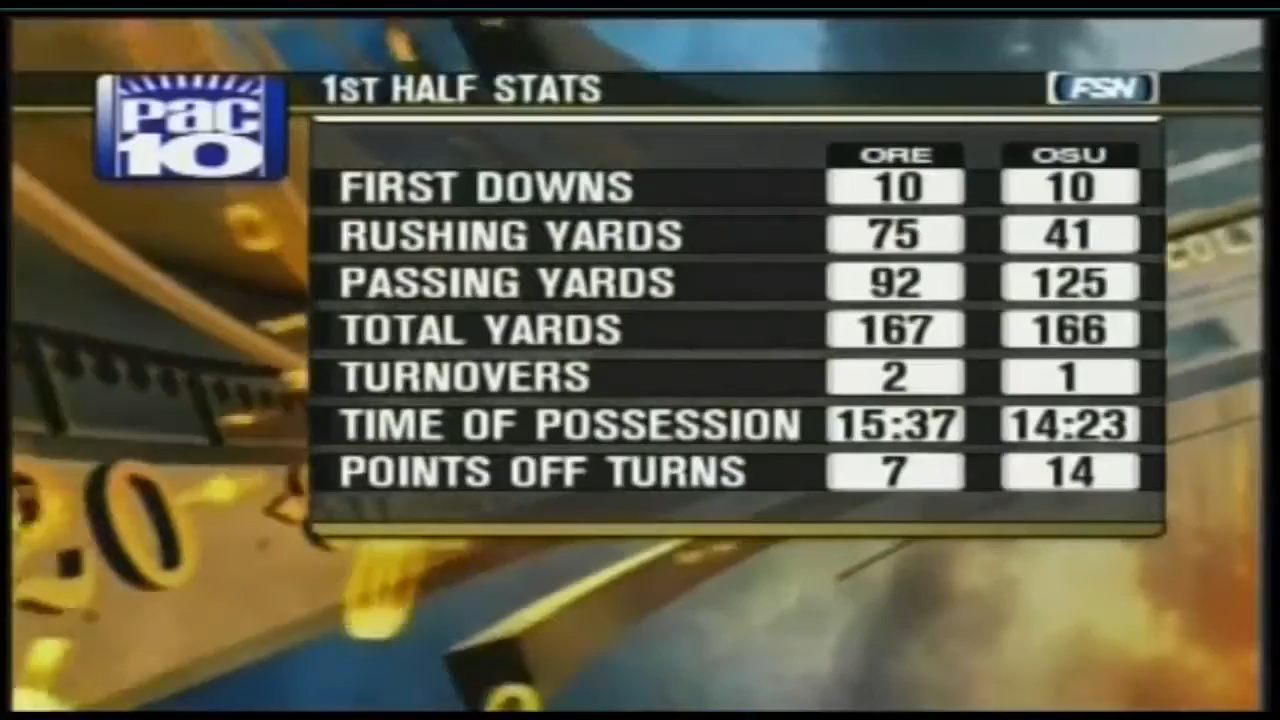 Pac 10
1ST HALF STATS
FSN
ORE OSU
FIRST DOWNS 10 10
RUSHING YARDS 75 41
PASSING YARDS 92 125
TOTAL YARDS 167 166
TURNOVERS 2 1
TIME OF POSSESSION 15:37 14:23
POINTS OFF TURNS 7 14
20